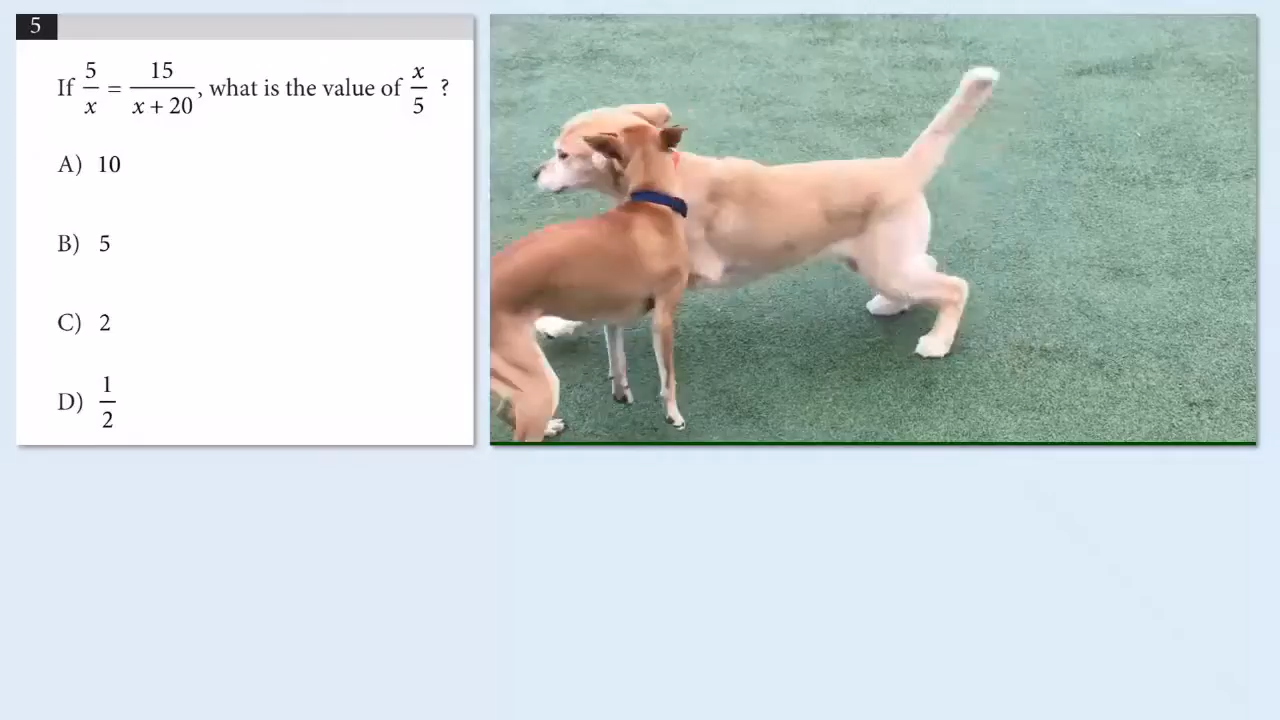 5
If 5/x = 15/(x + 20), what is the value of x/5 ?
A) 10
B) 5
C) 2
D) 1/2